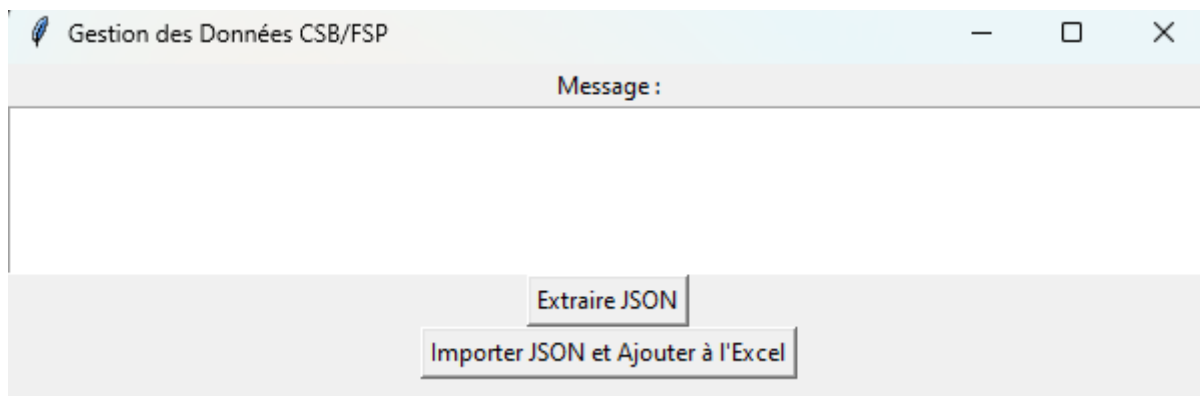 Gestion des Données CSB/FSP
Message :
Extraire JSON
Importer JSON et Ajouter à l'Excel